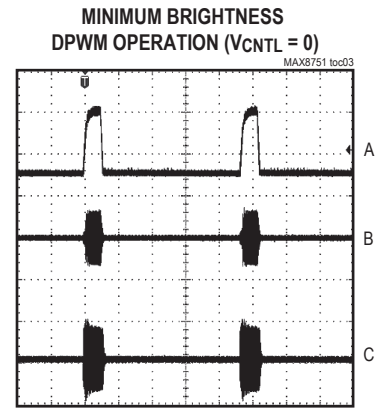 MINIMUM BRIGHTNESS
DPWM OPERATION (VCNTL = 0)
MAX8751 toc03
A
B
C